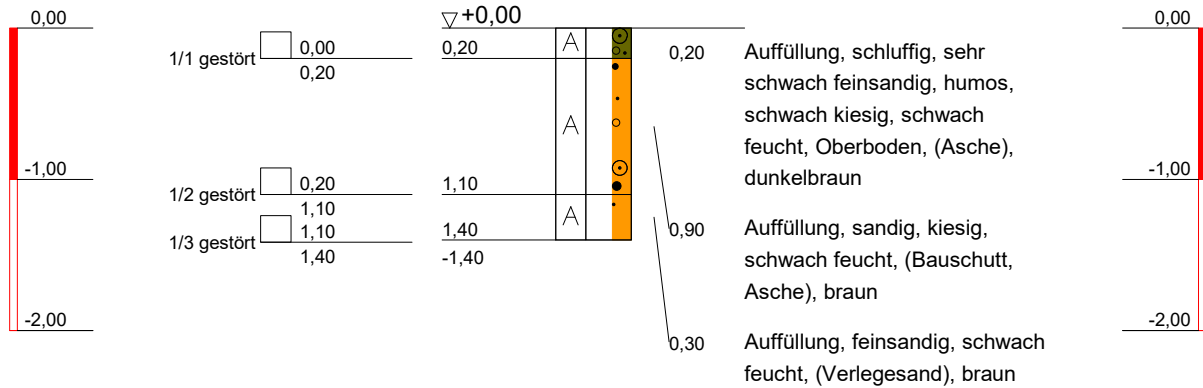 0,00
-1,00
-2,00
1/1 gestört
0,00
0,20
1/2 gestört
0,20
1,10
1/3 gestört
1,10
1,40
+0,00
0,20
1,10
1,40
-1,40
A
A
A
0,20
Auffüllung, schluffig, sehr
schwach feinsandig, humos,
schwach kiesig, schwach
feucht, Oberboden, (Asche),
dunkelbraun
0,90
Auffüllung, sandig, kiesig,
schwach feucht, (Bauschutt,
Asche), braun
0,30
Auffüllung, feinsandig, schwach
feucht, (Verlegesand), braun
0,00
-1,00
-2,00